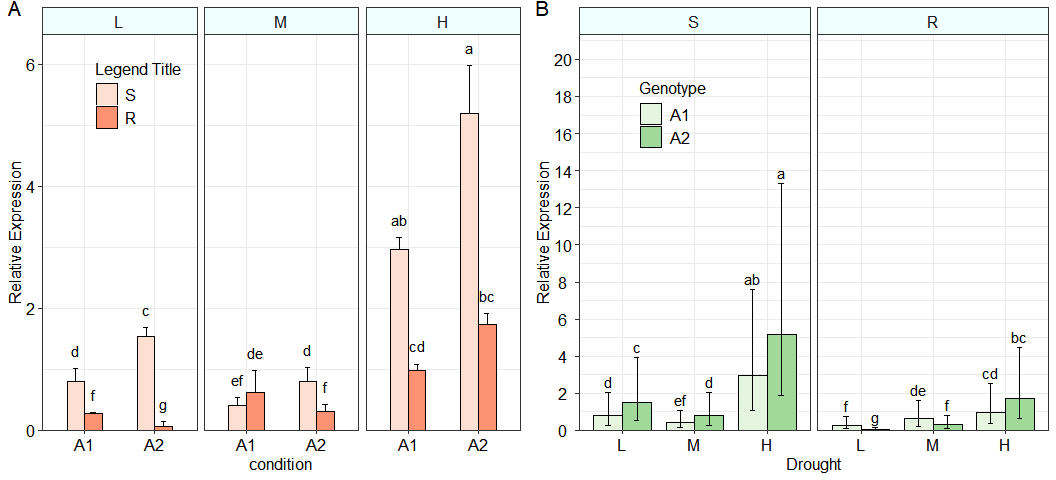 A
L
M
H
Relative Expression
6
4
2
0
Legend Title
S
R
d
f
c
g
ef
de
d
f
ab
cd
a
bc
A1
A2
A1
A2
A1
A2
condition
B
S
R
Relative Expression
20
18
16
14
12
10
8
6
4
2
0
Genotype
A1
A2
d
c
ef
d
ab
a
f
g
de
f
cd
bc
L
M
H
L
M
H
Drought